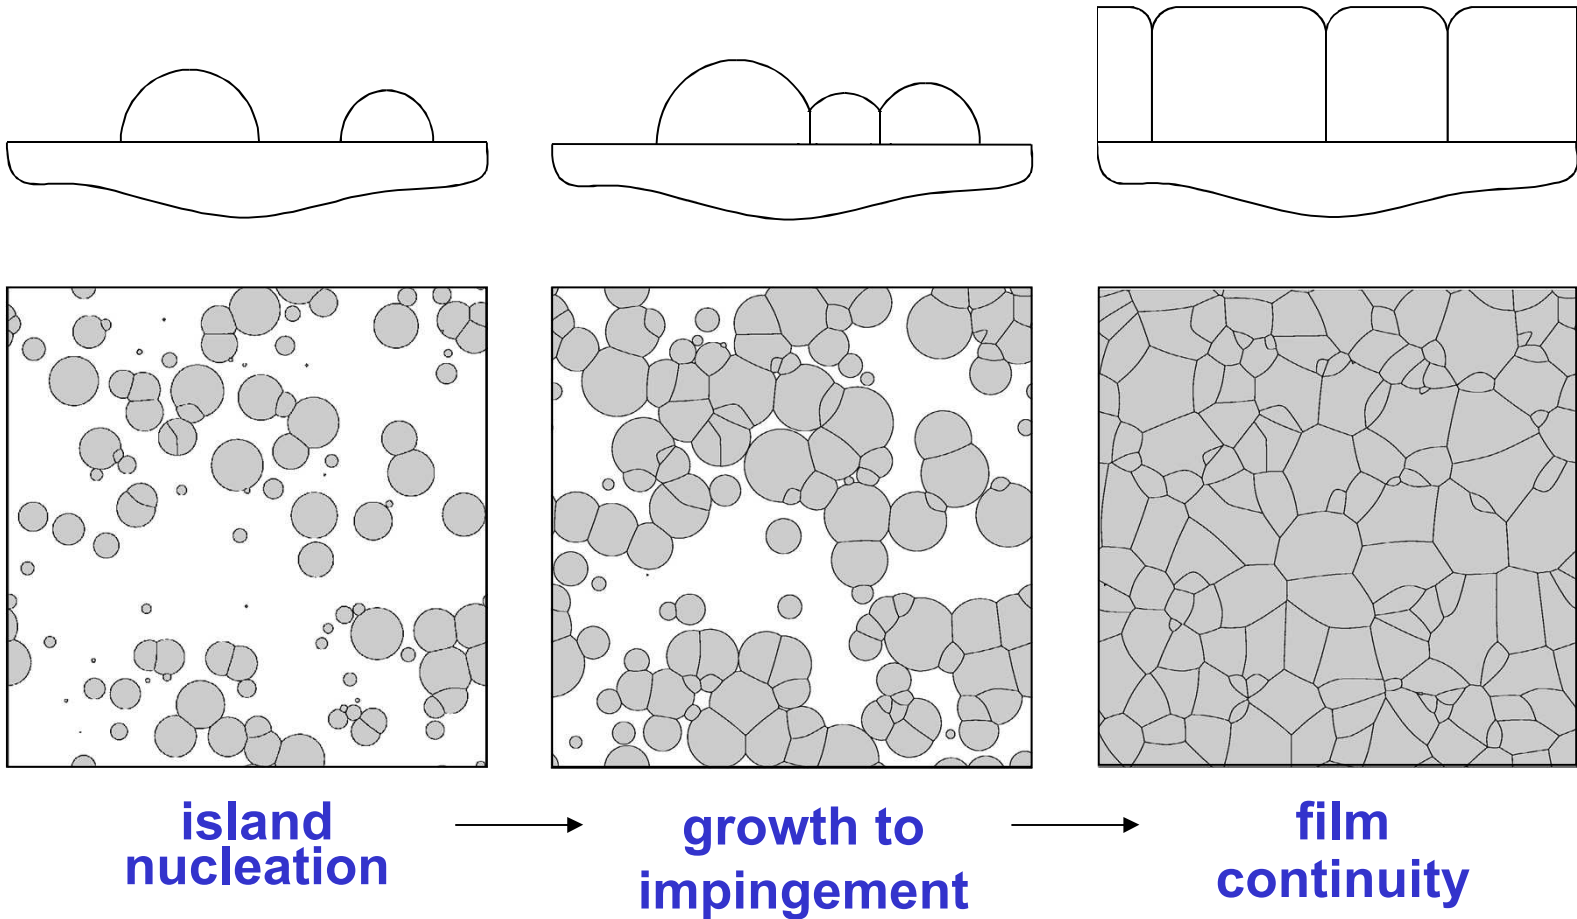 island
nucleation
growth to
impingement
film
continuity